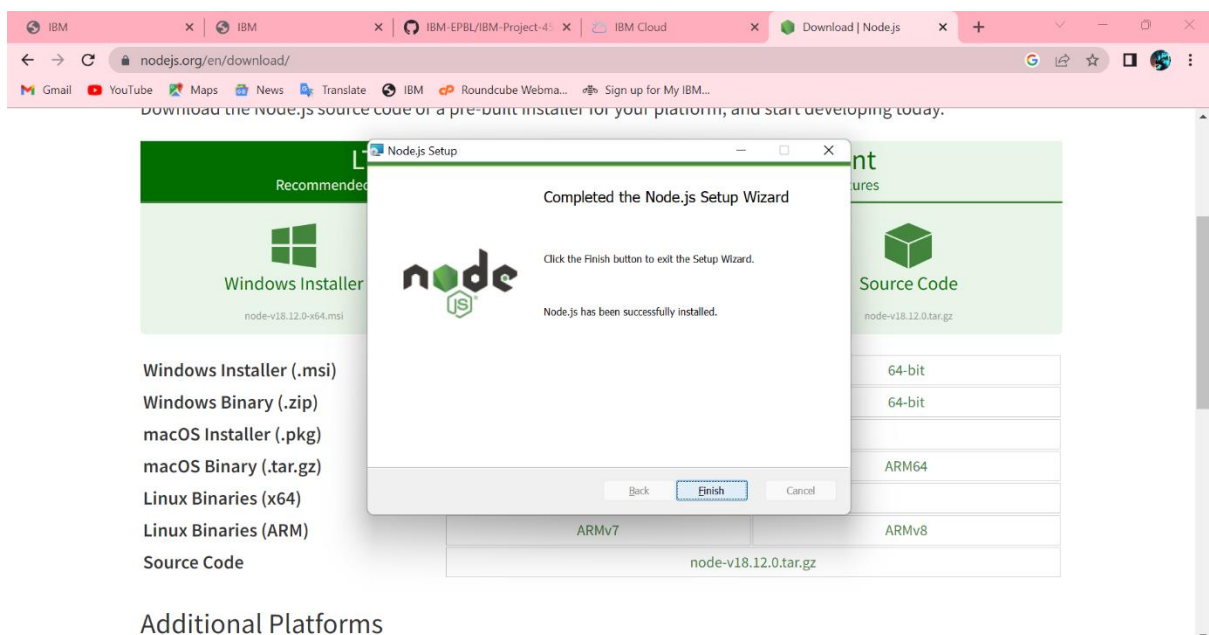 IBM
IBM
IBM-EPBL/IBM-Project-45
IBM Cloud
Download | Node.js
nodejs.org/en/download/
G
Gmail
YouTube
Maps
News
Translate
IBM
Roundcube Webma...
Sign up for My IBM...
Download the Node.js source code or a pre-built installer for your platform, and start developing today.
Node.js Setup
L
nt
Recommended
ures
Completed the Node.js Setup Wizard
Click the Finish button to exit the Setup Wizard.
node
JS
Node.js has been successfully installed.
Windows Installer
Source Code
node-v18.12.0-x64.msi
node-v18.12.0.tar.gz
Windows Installer (.msi)
64-bit
Windows Binary (.zip)
64-bit
macOS Installer (.pkg)
macOS Binary (.tar.gz)
ARM64
Linux Binaries (x64)
Back
Finish
Cancel
Linux Binaries (ARM)
ARMv7
ARMv8
Source Code
node-v18.12.0.tar.gz
Additional Platforms